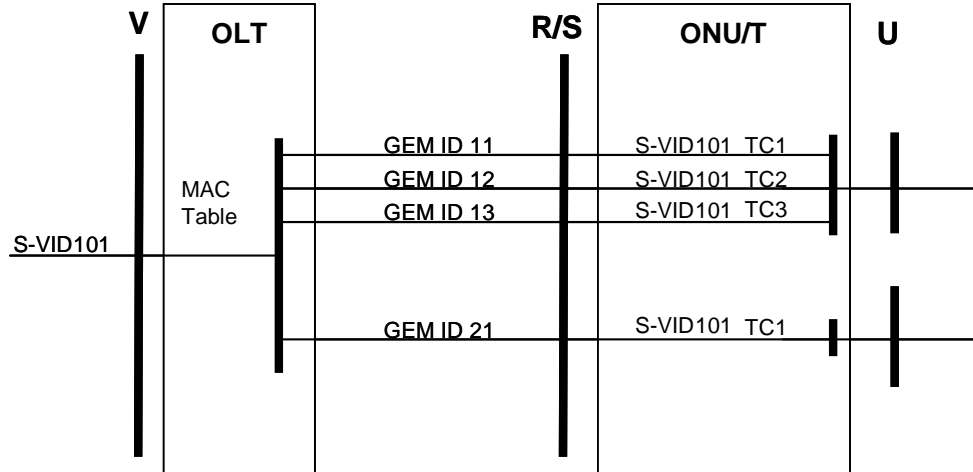 V OLT R/S ONU/T U
GEM ID 11 S-VID101 TC1
MAC GEM ID 12 S-VID101 TC2
Table GEM ID 13 S-VID101 TC3
S-VID101
GEM ID 21 S-VID101 TC1